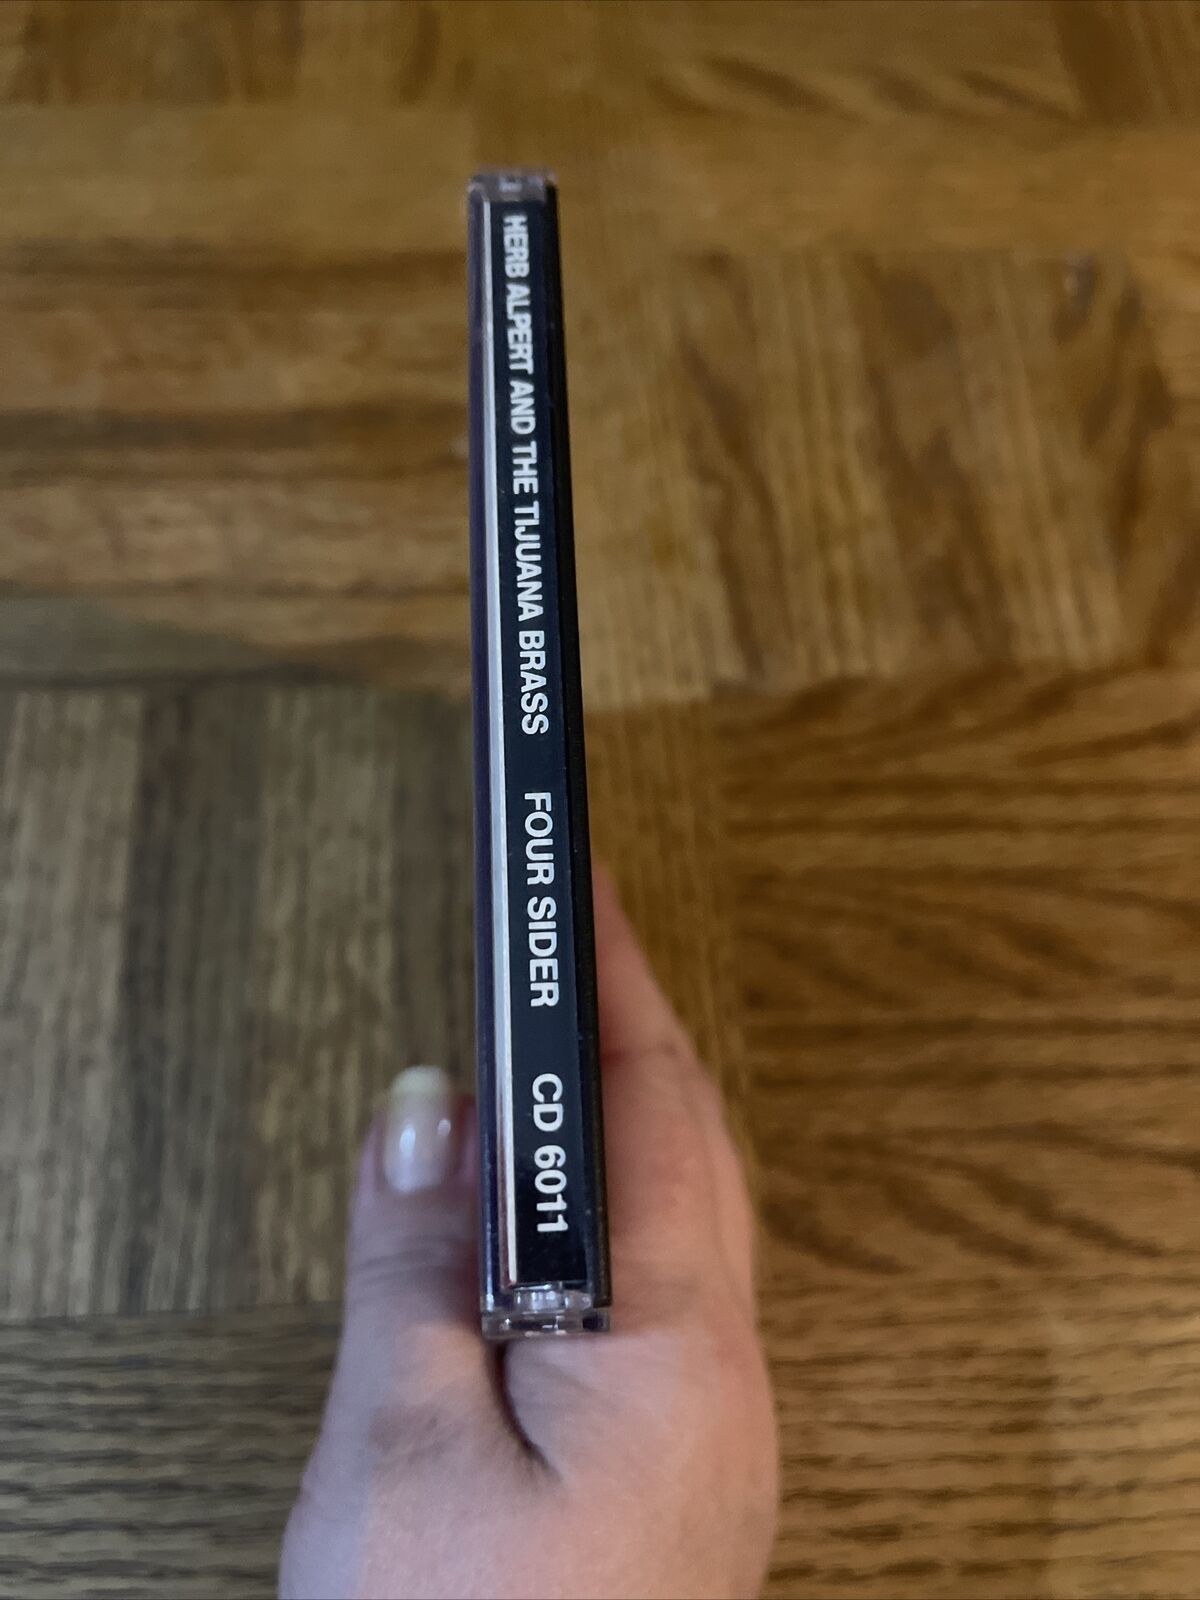 HERB ALPERT AND THE TIJUANA BRASS FOUR SIDER CD 6011